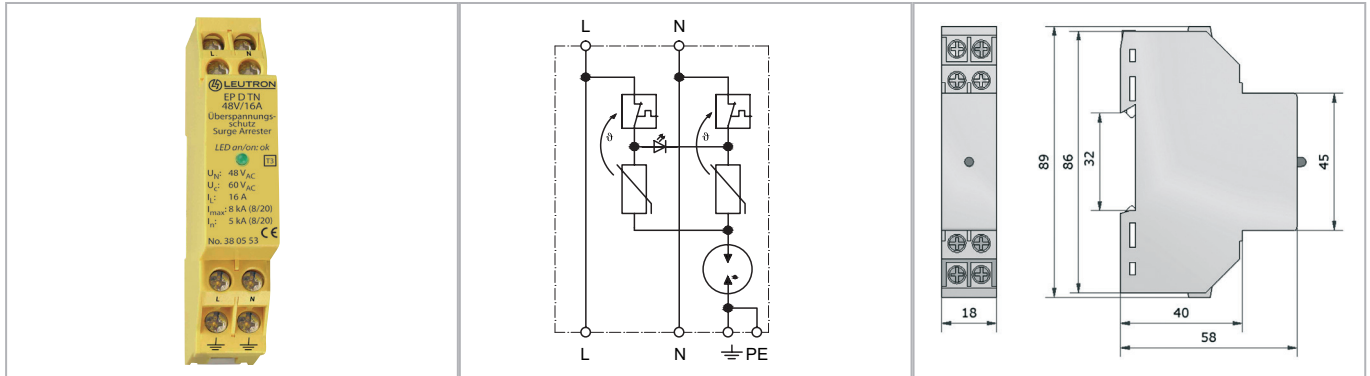 L N
LEUTRON
EP D TN
48V/16A
Überspannungs-
schutz
Surge Arrester
LED an/on: ok
T3
UN: 48 VAC
Uc: 60 VAC
IL: 16 A
Imax: 8 kA (8/20)
In: 5 kA (8/20)
CE
No. 38 05 53
L N
L N
ϑ ϑ
L N PE
89
86
32
45
18
40
58